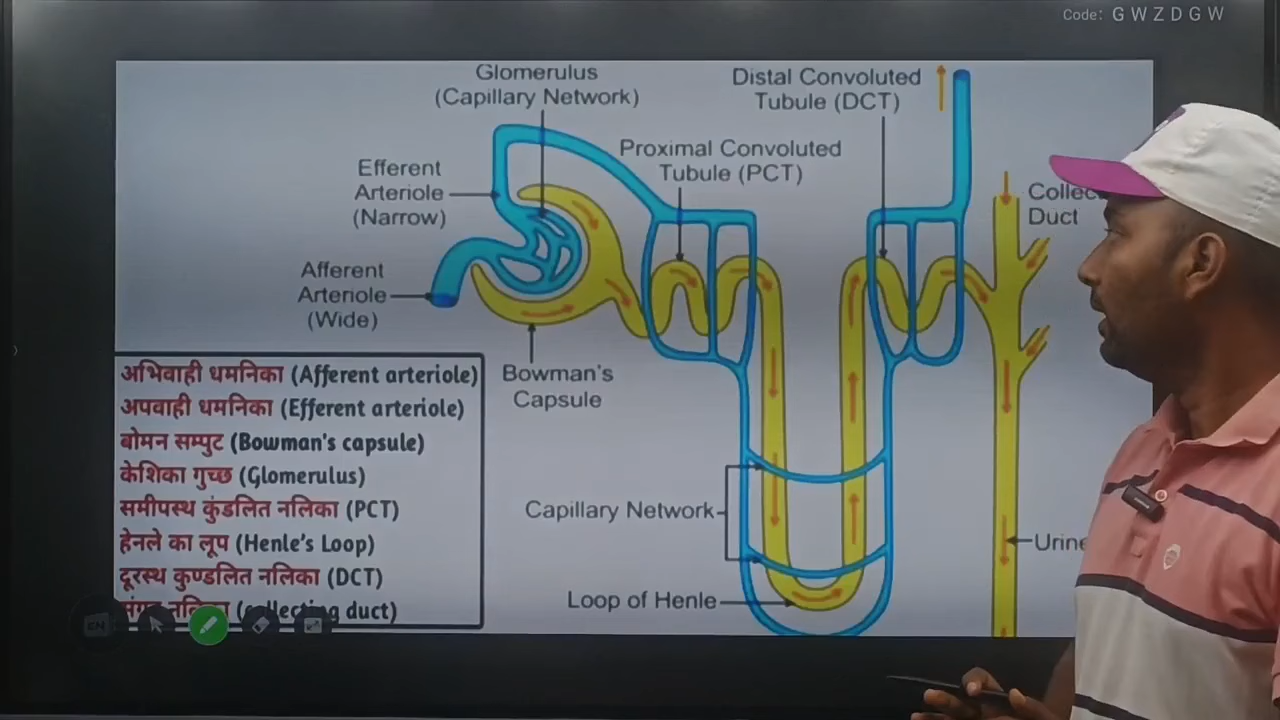 Code: G W Z D G W
Glomerulus
(Capillary Network)
Distal Convoluted
Tubule (DCT)
Proximal Convoluted
Tubule (PCT)
Efferent
Arteriole
(Narrow)
Duct
Afferent
Arteriole
(Wide)
Bowman's
Capsule
अभिवाही धमनिका (Afferent arteriole)
अपवाही धमनिका (Efferent arteriole)
बोमन सम्पुट (Bowman's capsule)
केशिका गुच्छ (Glomerulus)
समीपस्थ कुंडलित नलिका (PCT)
हेनले का लूप (Henle's Loop)
दूरस्थ कुण्डलित नलिका (DCT)
(collecting duct)
EN
Capillary Network
Urine
Loop of Henle